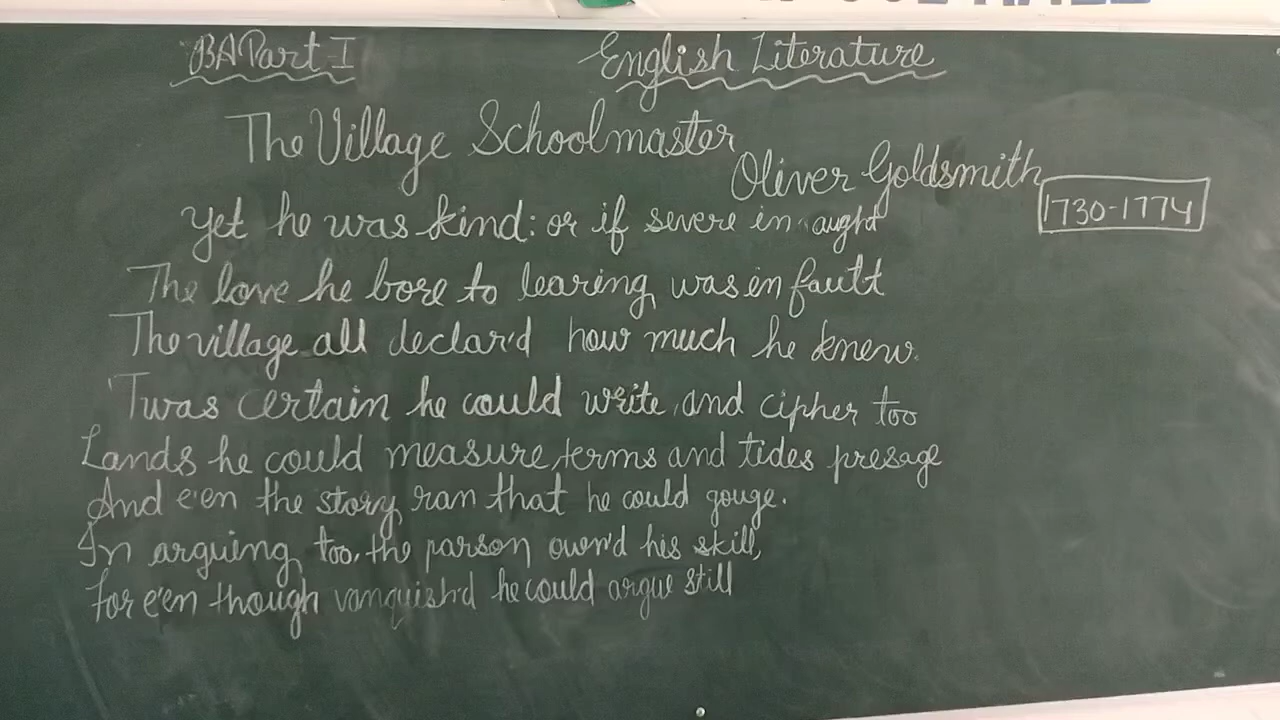 BA Part I English Literature
The Village Schoolmaster
Oliver Goldsmith
1730-1774
Yet he was kind: or if severe in aught
The love he bore to learing was in fault
The village all declar'd how much he knew.
'Twas certain he could write, and cipher too
Lands he could measure, terms and tides presage
And e'en the story ran that he could gouge.
In arguing too, the parson own'd his skill,
For e'en though vanquish'd he could argue still